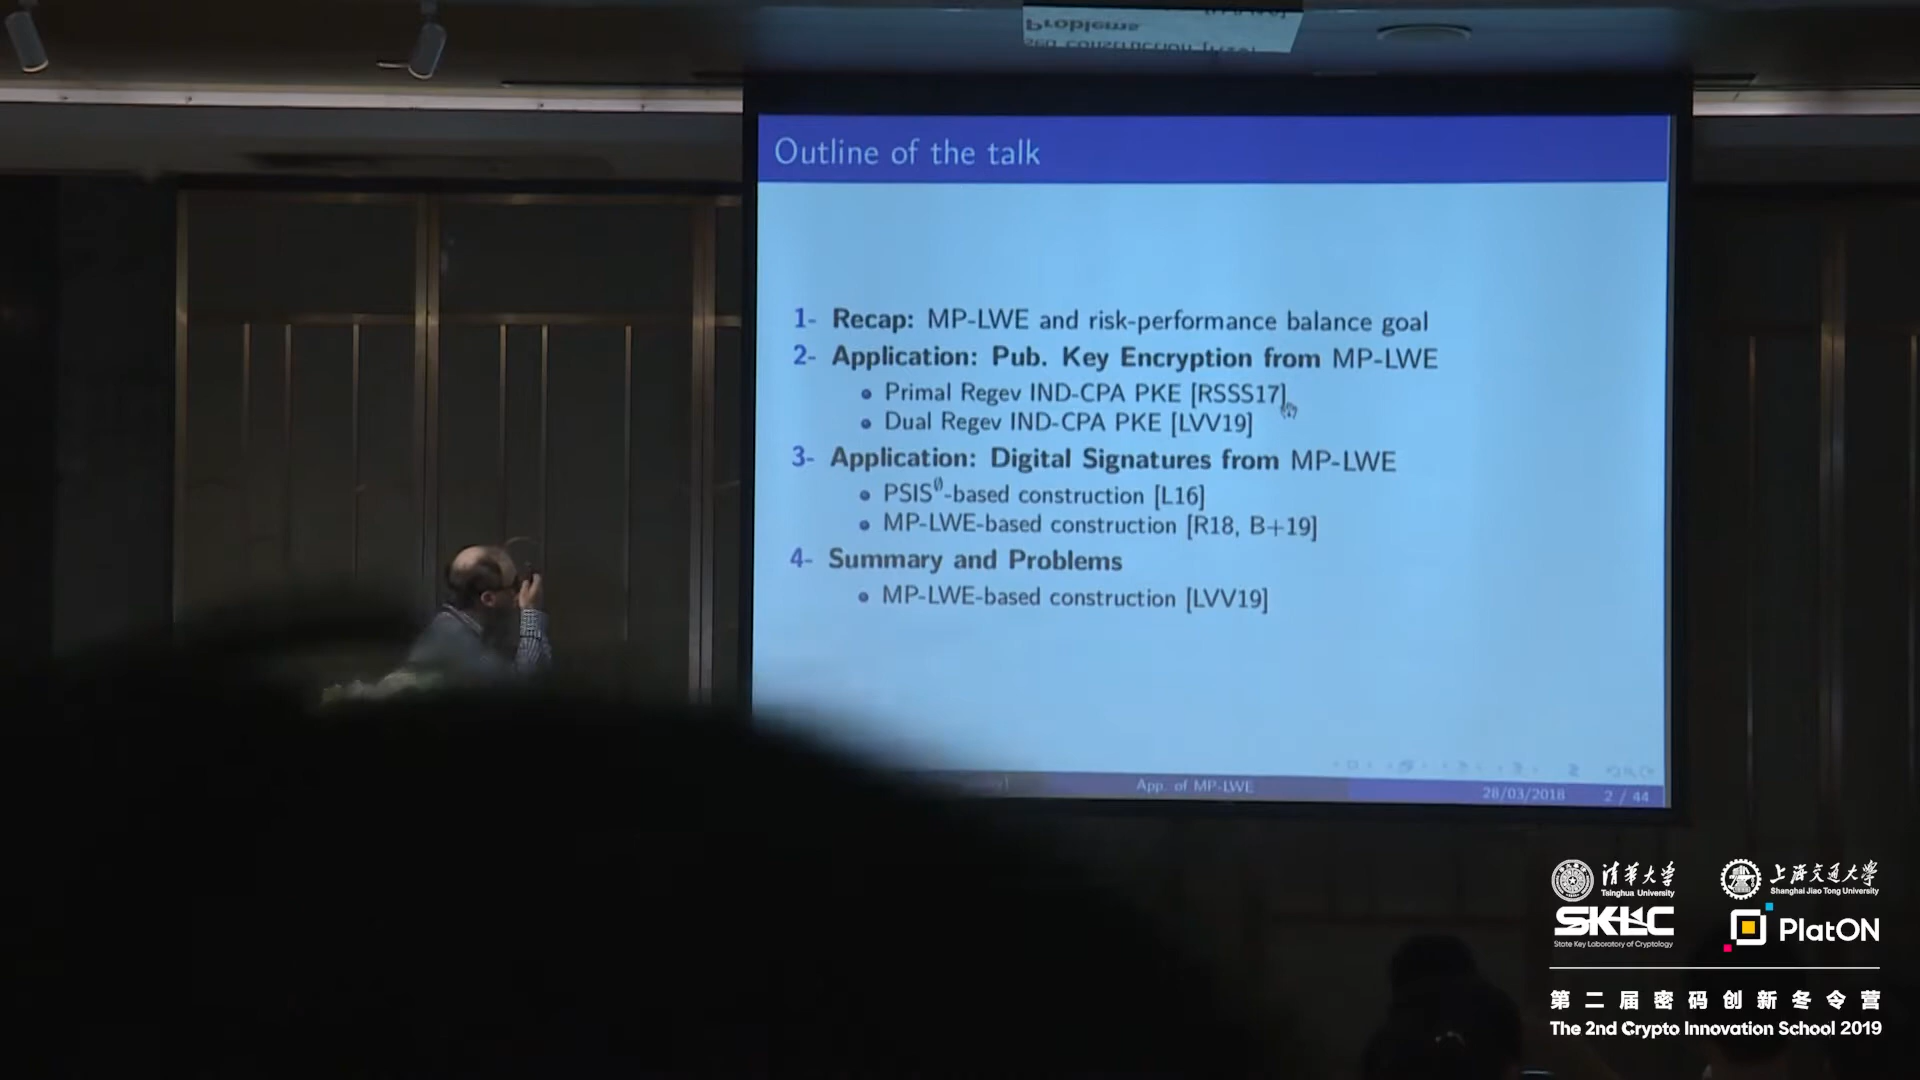 Problems
Outline of the talk
1- Recap: MP-LWE and risk-performance balance goal
2- Application: Pub. Key Encryption from MP-LWE
• Primal Regev IND-CPA PKE [RSSS17]
• Dual Regev IND-CPA PKE [LVV19]
3- Application: Digital Signatures from MP-LWE
• PSIS^∅-based construction [L16]
• MP-LWE-based construction [R18, B+19]
4- Summary and Problems
• MP-LWE-based construction [LVV19]
App. of MP-LWE
28/03/2018
2 / 44
清华大学
Tsinghua University
上海交通大学
Shanghai Jiao Tong University
SKLC
State Key Laboratory of Cryptology
PlatON
第二届密码创新冬令营
The 2nd Crypto Innovation School 2019